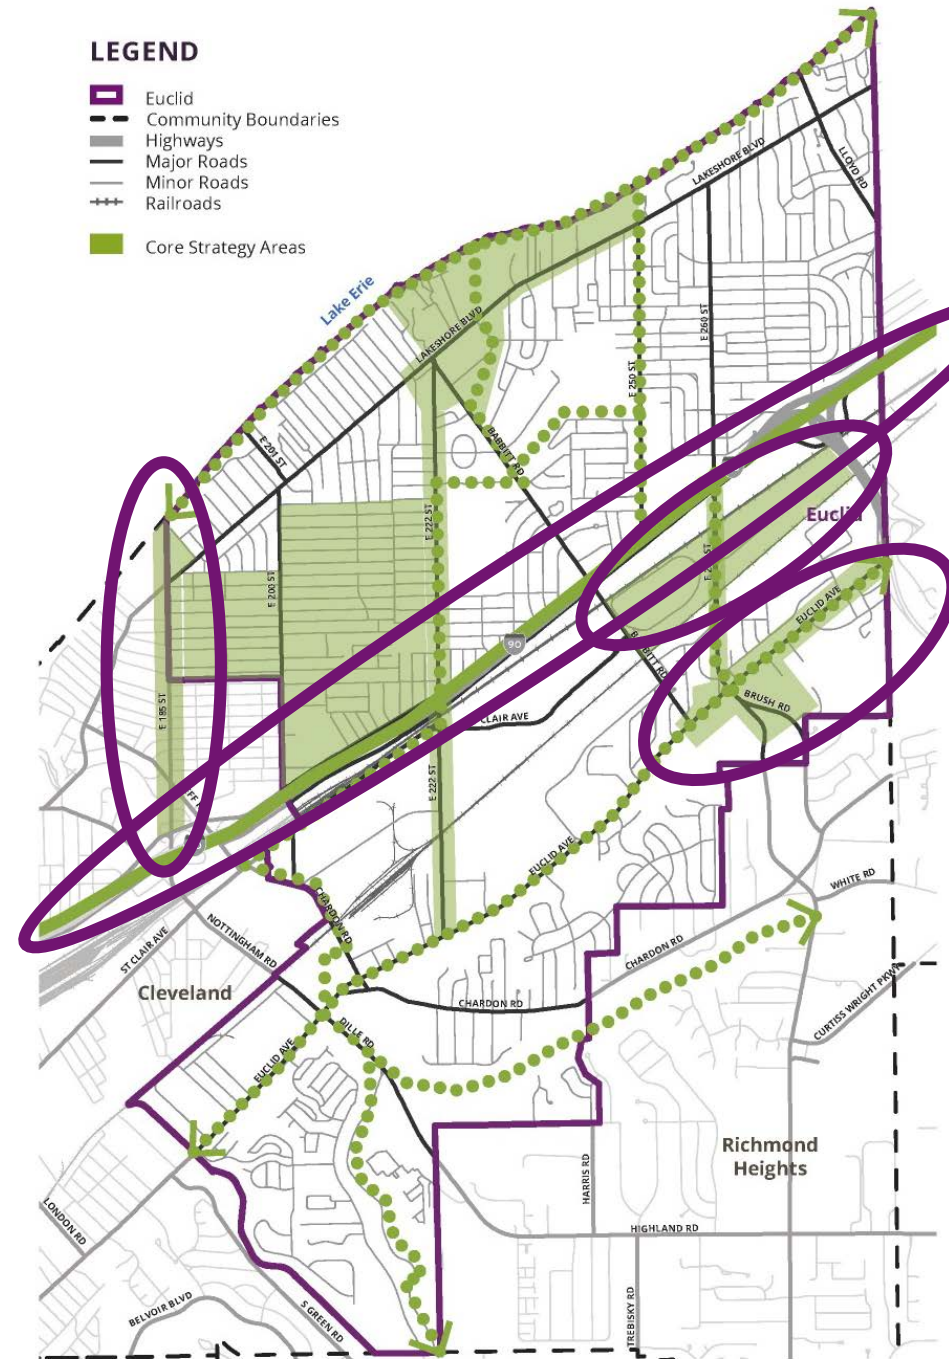 LEGEND
Euclid
Community Boundaries
Highways
Major Roads
Minor Roads
Railroads
Core Strategy Areas
LAKESHORE BLVD
LLOYD RD
Lake Erie
LAKESHORE BLVD
E 260 ST
E 250 ST
E 201 ST
BABBITT RD
E 222 ST
Euclid
E 200 ST
EUCLID AVE
90
BRUSH RD
E 185 ST
CLAIR AVE
E 222 ST
EUCLID AVE
CHARDON RD
WHITE RD
NOTTINGHAM RD
ST CLAIR AVE
CHARDON RD
CURTISS WRIGHT PKWY
Cleveland
CHARDON RD
DILLE RD
EUCLID AVE
Richmond
Heights
HARRIS RD
LONDON RD
HIGHLAND RD
BELVOIR BLVD
S GREEN RD
TREBISKY RD